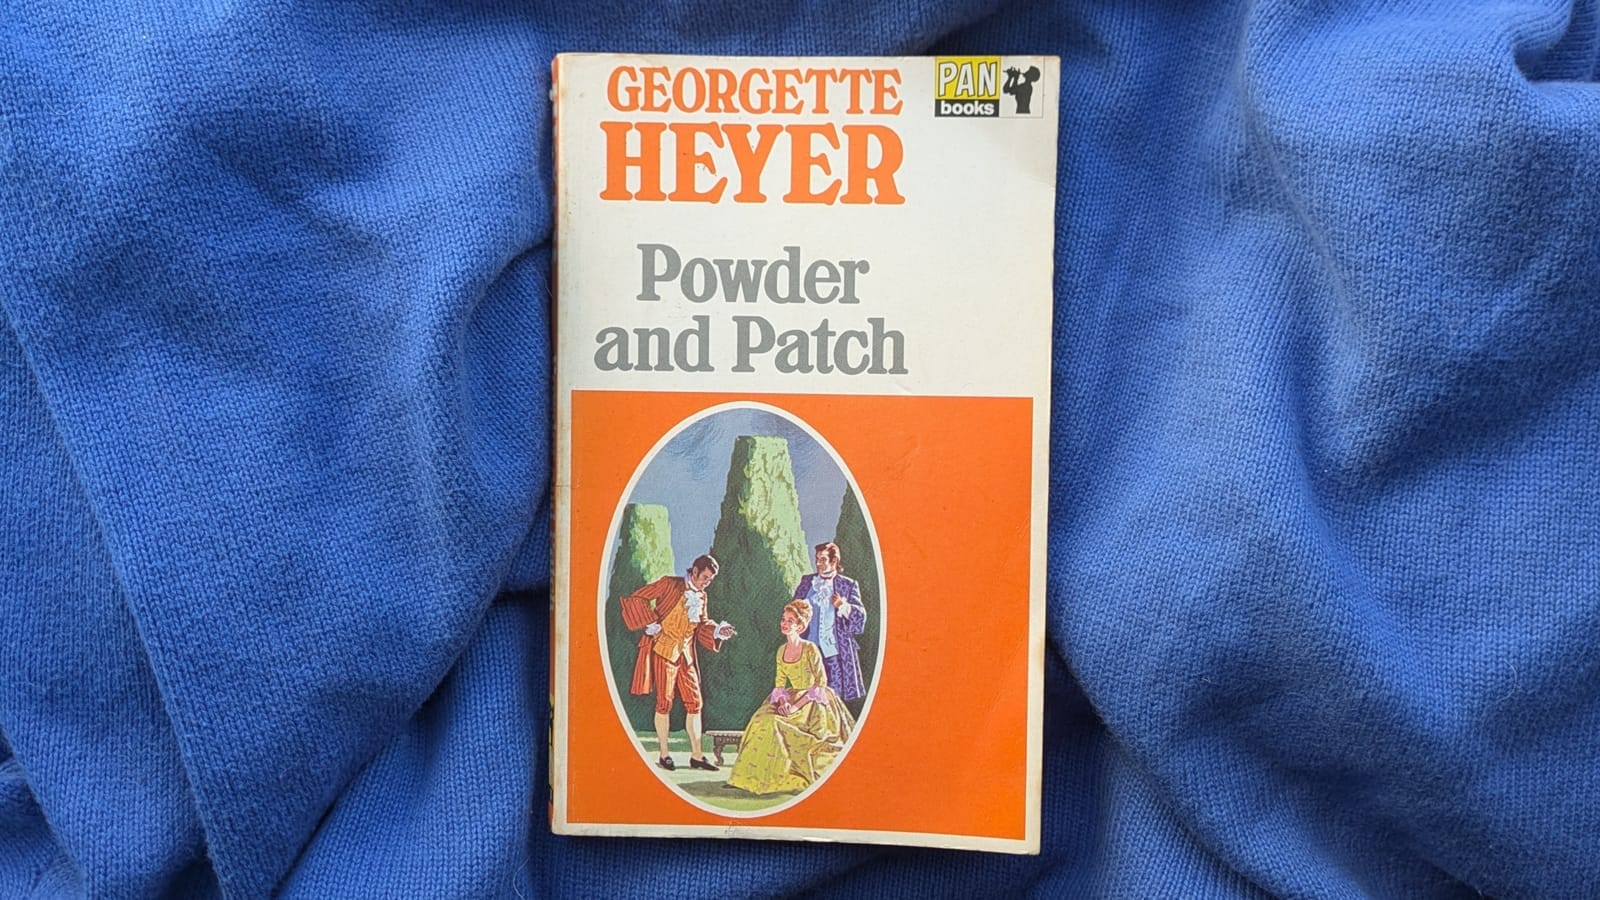 GEORGETTE
HEYER
PAN
books
Powder
and Patch